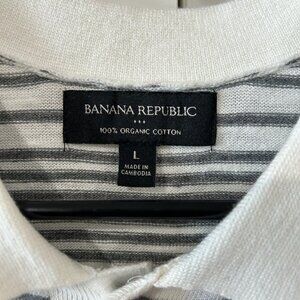 BANANA REPUBLIC
100% ORGANIC COTTON
L
MADE IN
CAMBODIA